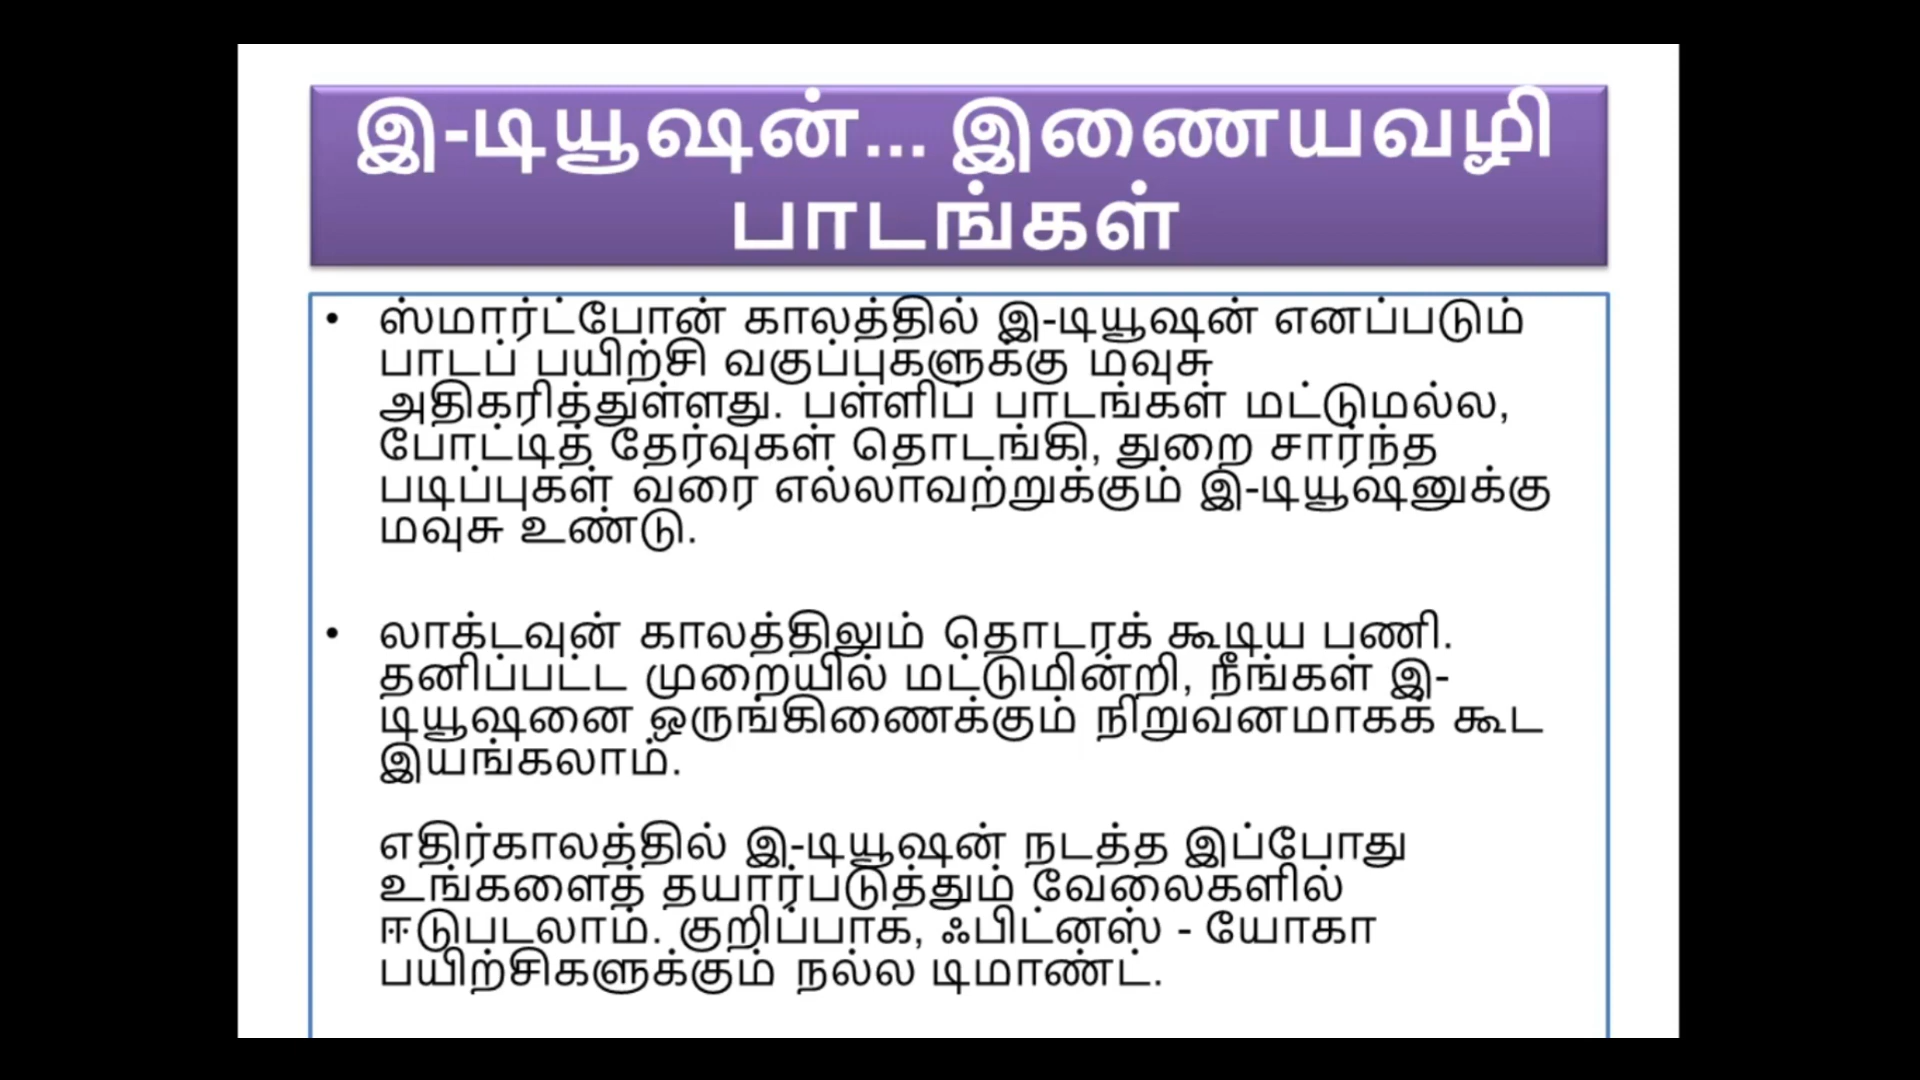 இ-டியூஷன்... இணையவழி
பாடங்கள்
• ஸ்மார்ட்போன் காலத்தில் இ-டியூஷன் எனப்படும்
பாடப் பயிற்சி வகுப்புகளுக்கு மவுசு
அதிகரித்துள்ளது. பள்ளிப் பாடங்கள் மட்டுமல்ல,
போட்டித் தேர்வுகள் தொடங்கி, துறை சார்ந்த
படிப்புகள் வரை எல்லாவற்றுக்கும் இ-டியூஷனுக்கு
மவுசு உண்டு.
• லாக்டவுன் காலத்திலும் தொடரக் கூடிய பணி.
தனிப்பட்ட முறையில் மட்டுமின்றி, நீங்கள் இ-
டியூஷனை ஒருங்கிணைக்கும் நிறுவனமாகக் கூட
இயங்கலாம்.
எதிர்காலத்தில் இ-டியூஷன் நடத்த இப்போது
உங்களைத் தயார்படுத்தும் வேலைகளில்
ஈடுபடலாம். குறிப்பாக, ஃபிட்னஸ் - யோகா
பயிற்சிகளுக்கும் நல்ல டிமாண்ட்.